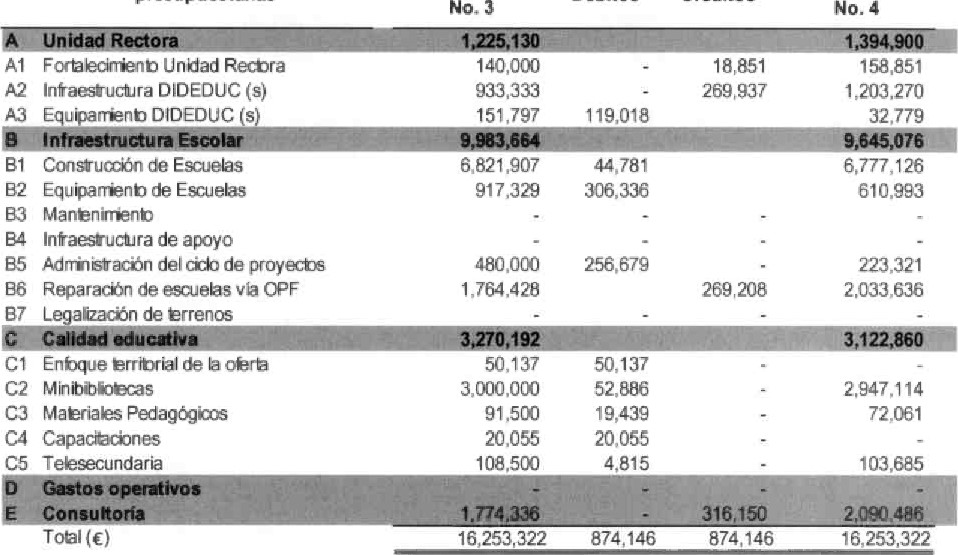 No. 3 No. 4
A Unidad Rectora 1,225,130 1,394,900
A1 Fortalecimiento Unidad Rectora 140,000 - 18,851 158,851
A2 Infraestructura DIDEDUC (s) 933,333 - 269,937 1,203,270
A3 Equipamiento DIDEDUC (s) 151,797 119,018 32,779
B Infraestructura Escolar 9,983,664 9,645,076
B1 Construcción de Escuelas 6,821,907 44,781 6,777,126
B2 Equipamiento de Escuelas 917,329 306,336 610,993
B3 Mantenimiento - - - -
B4 Infraestructura de apoyo - - - -
B5 Administración del ciclo de proyectos 480,000 256,679 - 223,321
B6 Reparación de escuelas vía OPF 1,764,428 269,208 2,033,636
B7 Legalización de terrenos - - - -
C Calidad educativa 3,270,192 3,122,860
C1 Enfoque territorial de la oferta 50,137 50,137 - -
C2 Minibibliotecas 3,000,000 52,886 - 2,947,114
C3 Materiales Pedagógicos 91,500 19,439 - 72,061
C4 Capacitaciones 20,055 20,055 - -
C5 Telesecundaria 108,500 4,815 - 103,685
D Gastos operativos - - - -
E Consultoría 1,774,336 - 316,150 2,090,486
Total (€) 16,253,322 874,146 874,146 16,253,322